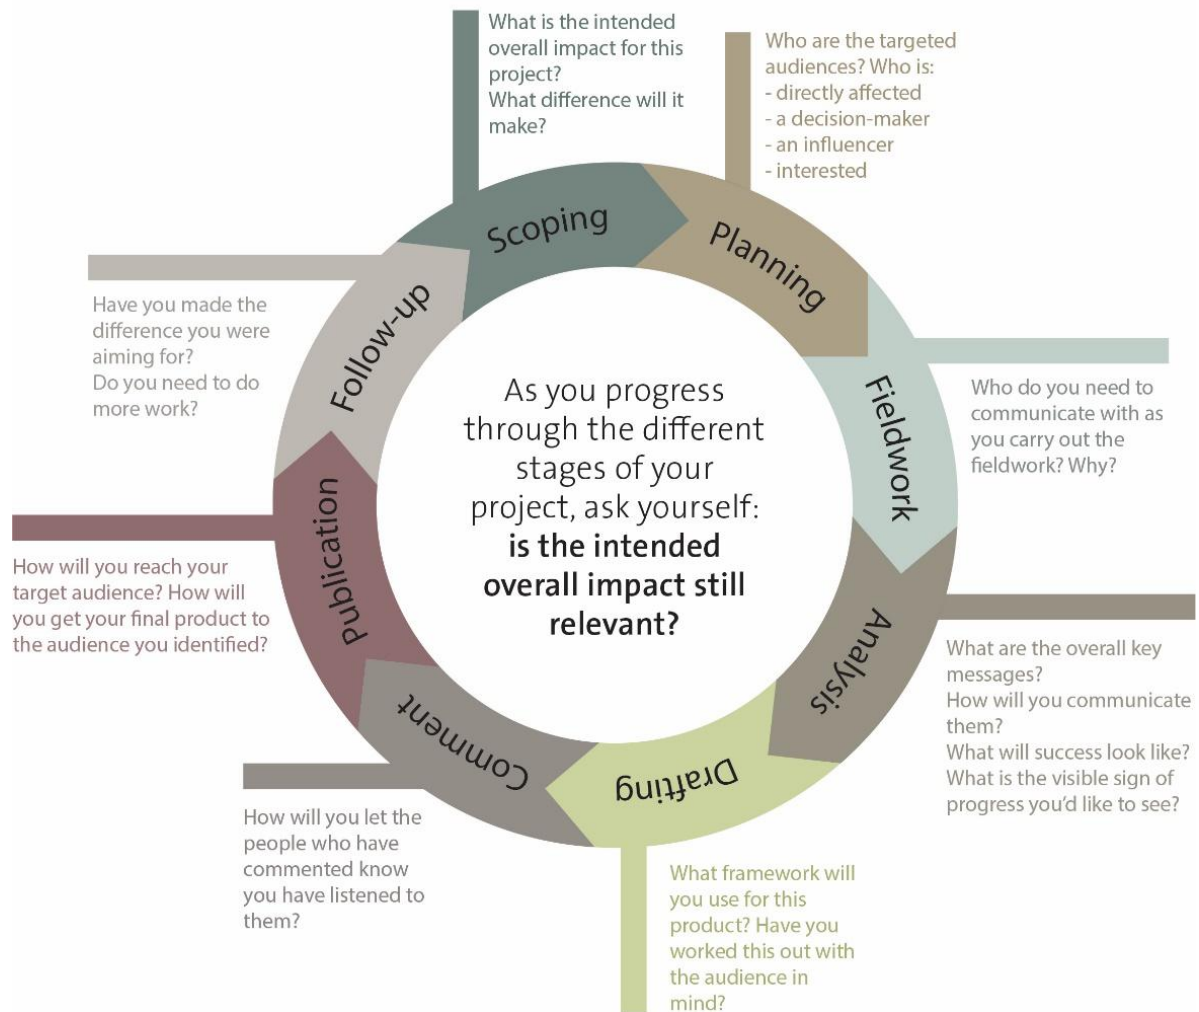 What is the intended
overall impact for this
project?
What difference will it
make?
Who are the targeted
audiences? Who is:
- directly affected
- a decision-maker
- an influencer
- interested
Scoping
Planning
Fieldwork
Who do you need to
communicate with as
you carry out the
fieldwork? Why?
Analysis
What are the overall key
messages?
How will you communicate
them?
What will success look like?
What is the visible sign of
progress you'd like to see?
Drafting
What framework will
you use for this
product? Have you
worked this out with
the audience in
mind?
Comment
How will you let the
people who have
commented know
you have listened to
them?
Publication
How will you reach your
target audience? How will
you get your final product to
the audience you identified?
Follow-up
Have you made the
difference you were
aiming for?
Do you need to do
more work?
As you progress
through the different
stages of your
project, ask yourself:
is the intended
overall impact still
relevant?